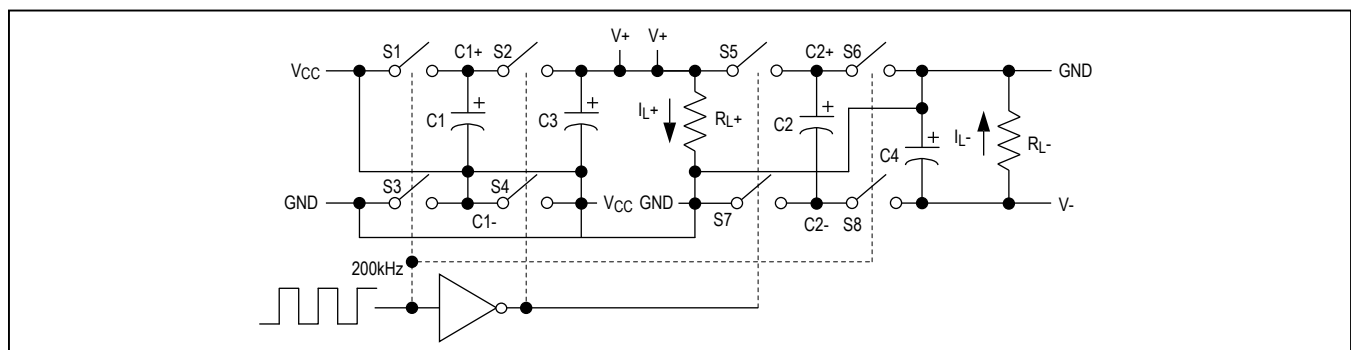 V+ V+
S1 C1+ S2 S5 C2+ S6
VCC GND
+ + + +
C1 C3 IL+ RL+ C2 C4 IL- RL-
S3 S4
GND VCC GND V-
C1- S7 C2- S8
200kHz